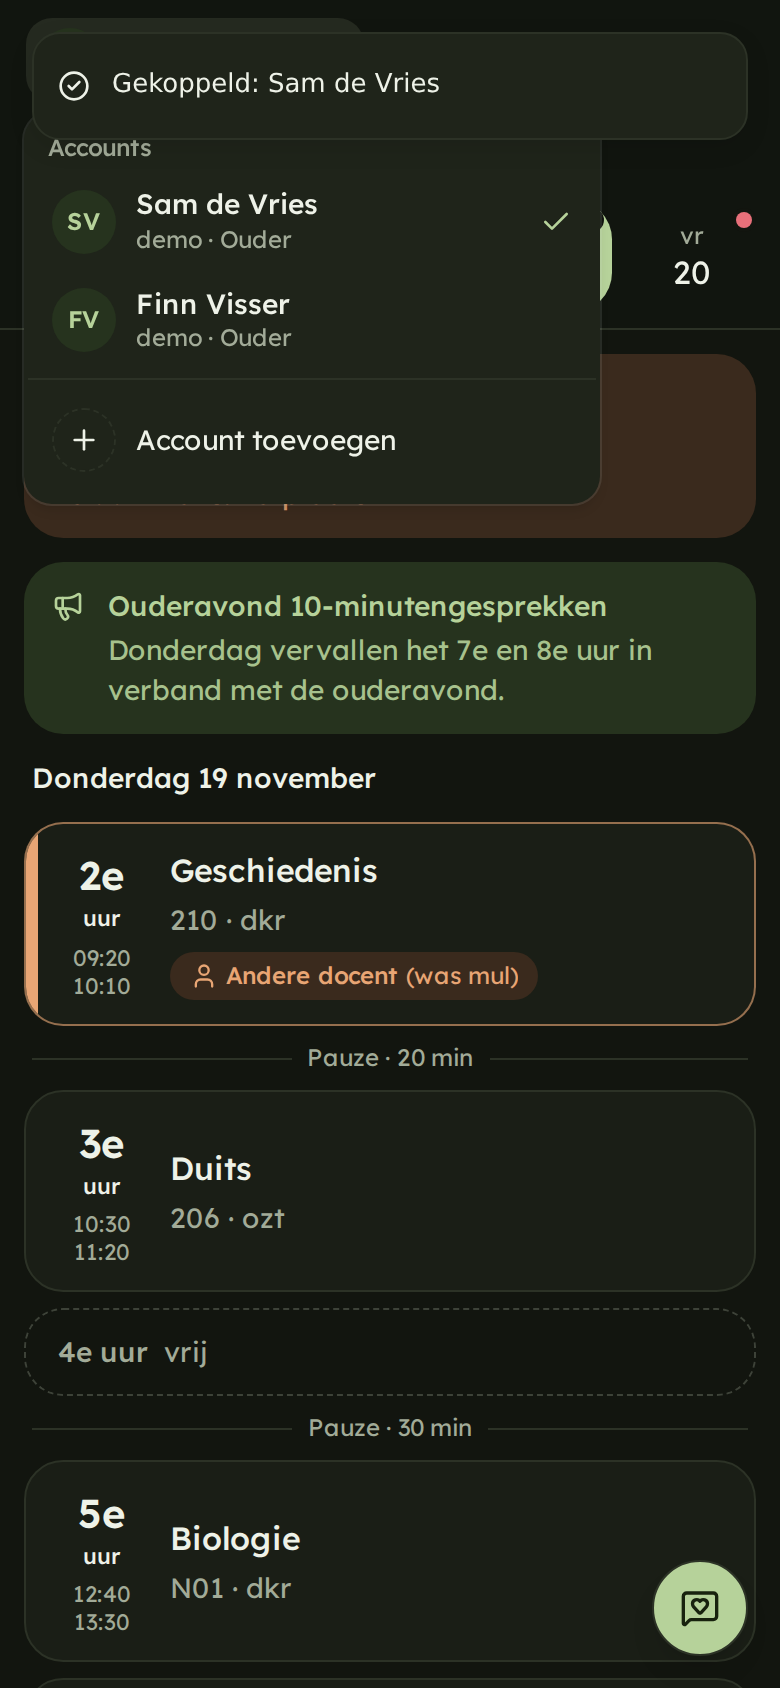 Gekoppeld: Sam de Vries
Accounts
SV
Sam de Vries
demo · Ouder
FV
Finn Visser
demo · Ouder
Account toevoegen
vr
20
Ouderavond 10-minutengesprekken
Donderdag vervallen het 7e en 8e uur in
verband met de ouderavond.
Donderdag 19 november
2e
uur
09:20
10:10
Geschiedenis
210 · dkr
Andere docent (was mul)
Pauze · 20 min
3e
uur
10:30
11:20
Duits
206 · ozt
4e uur vrij
Pauze · 30 min
5e
uur
12:40
13:30
Biologie
N01 · dkr